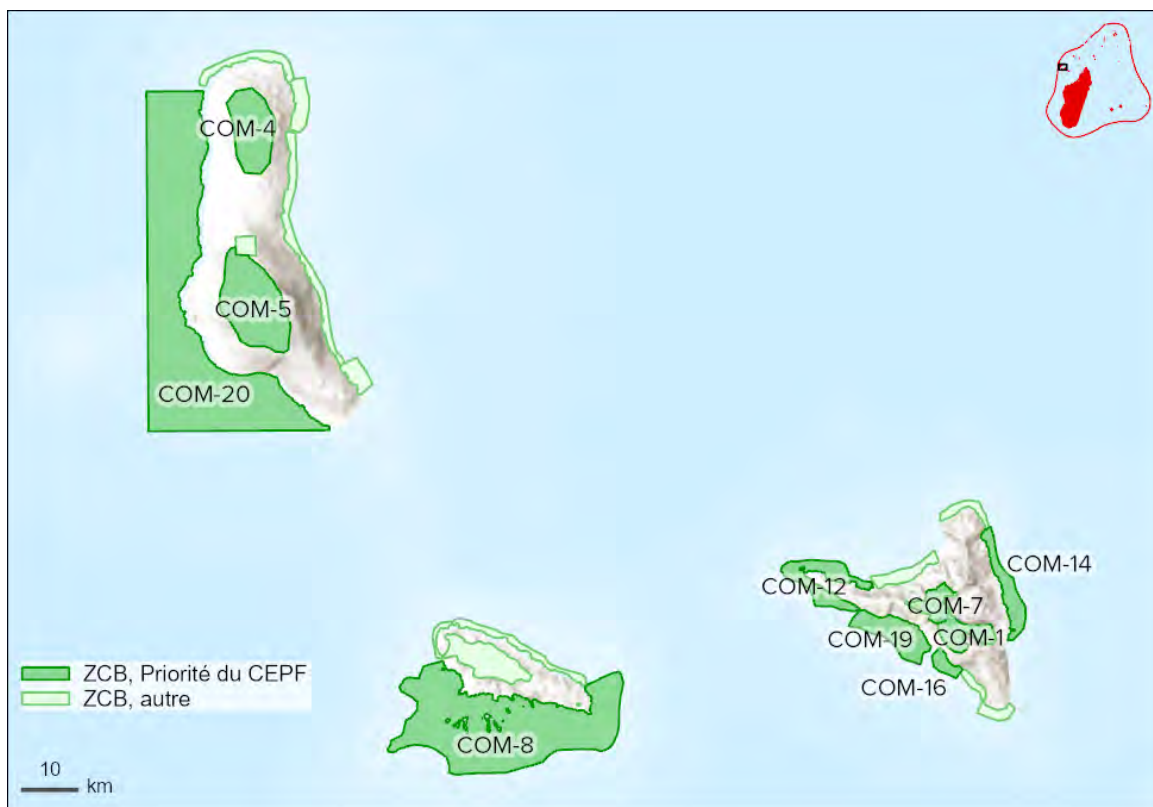 COM-4
COM-5
COM-20
COM-14
COM-12
COM-7
COM-19
COM-1
COM-16
COM-8
ZCB, Priorité du CEPF
ZCB, autre
10
km